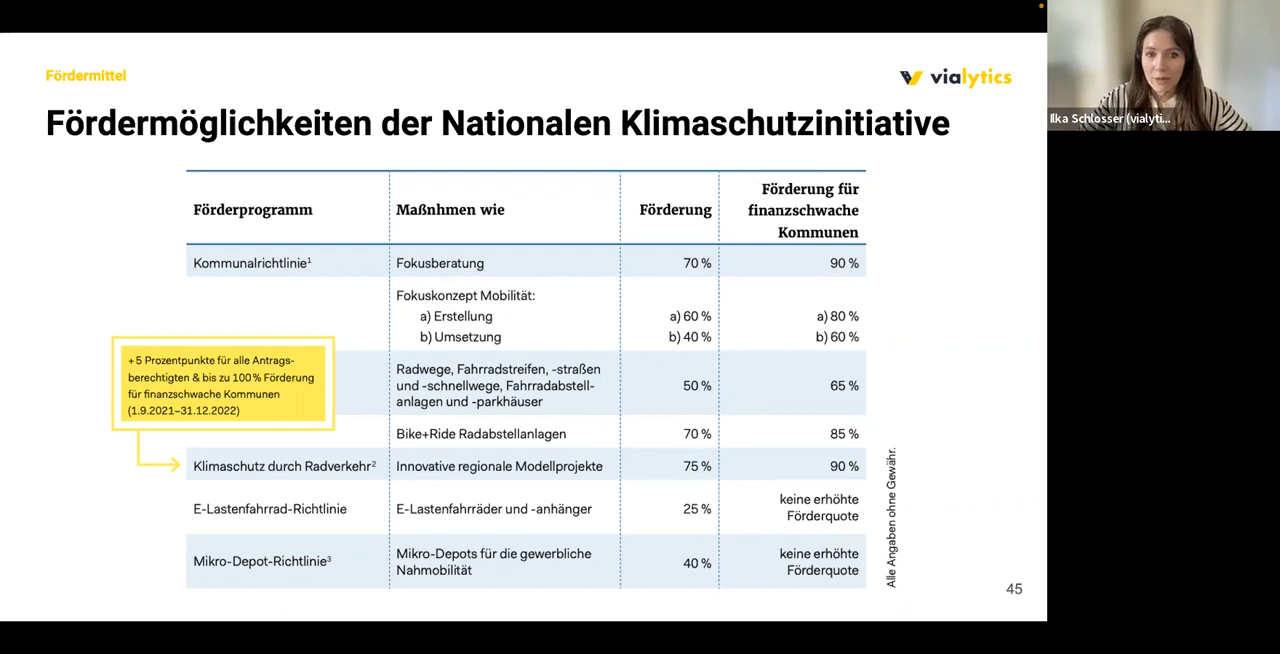 Fördermittel
vialytics
Fördermöglichkeiten der Nationalen Klimaschutzinitiative
Ilka Schlosser (vialyti...
Förderprogramm
Maßnhmen wie
Förderung
Förderung für
finanzschwache
Kommunen
Kommunalrichtlinie¹
Fokusberatung
70 %
90 %
Fokuskonzept Mobilität:
a) Erstellung
a) 60 %
a) 80 %
b) Umsetzung
b) 40 %
b) 60 %
+5 Prozentpunkte für alle Antrags-
berechtigten & bis zu 100 % Förderung
für finanzschwache Kommunen
(1.9.2021–31.12.2022)
Radwege, Fahrradstreifen, -straßen
und -schnellwege, Fahrradabstell-
anlagen und -parkhäuser
50 %
65 %
Bike+Ride Radabstellanlagen
70 %
85 %
Klimaschutz durch Radverkehr²
Innovative regionale Modellprojekte
75 %
90 %
E-Lastenfahrrad-Richtlinie
E-Lastenfahrräder und -anhänger
25 %
keine erhöhte
Förderquote
Mikro-Depot-Richtlinie³
Mikro-Depots für die gewerbliche
Nahmobilität
40 %
keine erhöhte
Förderquote
Alle Angaben ohne Gewähr.
45